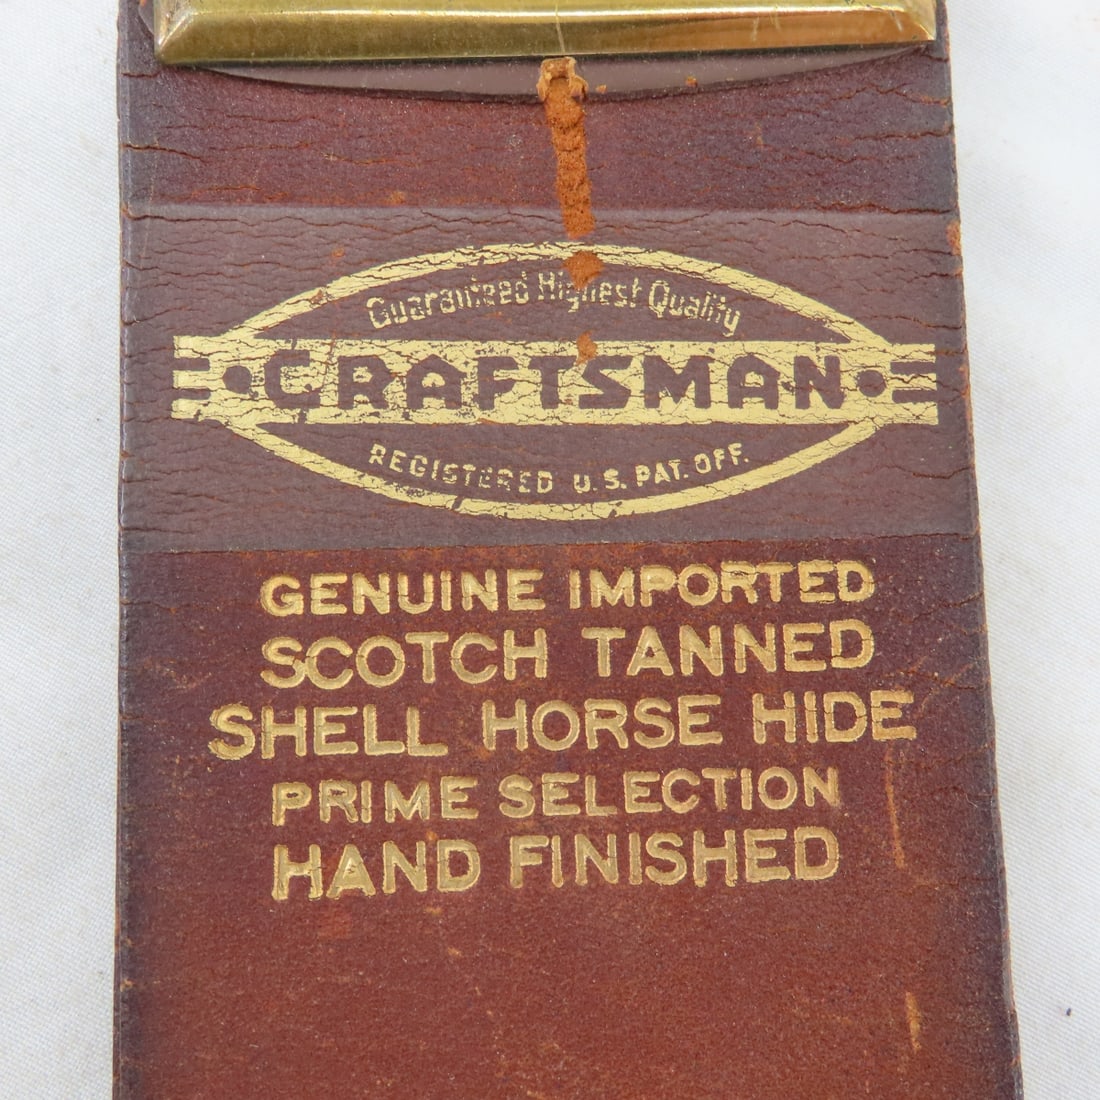 Guaranteed Highest Quality
CRAFTSMAN
REGISTERED U.S. PAT. OFF.
GENUINE IMPORTED
SCOTCH TANNED
SHELL HORSE HIDE
PRIME SELECTION
HAND FINISHED